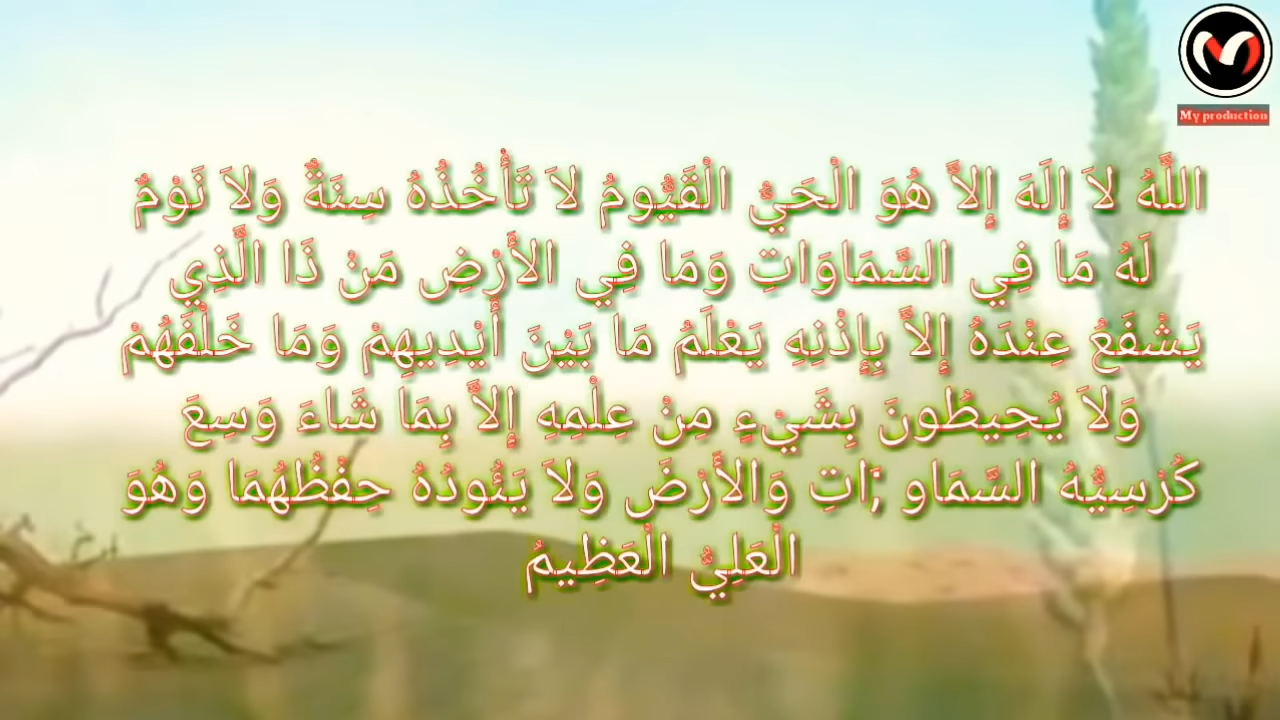 My production
اللَّهُ لاَ إِلَهَ إِلاَّ هُوَ الْحَيُّ الْقَيُّومُ لاَ تَأْخُذُهُ سِنَةٌ وَلاَ نَوْمٌ
لَهُ مَا فِي السَّمَاوَاتِ وَمَا فِي الأَرْضِ مَنْ ذَا الَّذِي
يَشْفَعُ عِنْدَهُ إِلاَّ بِإِذْنِهِ يَعْلَمُ مَا بَيْنَ أَيْدِيهِمْ وَمَا خَلْفَهُمْ
وَلاَ يُحِيطُونَ بِشَيْءٍ مِنْ عِلْمِهِ إِلاَّ بِمَا شَاءَ وَسِعَ
كُرْسِيُّهُ السَّمَاو ;َاتِ وَالأَرْضَ وَلاَ يَئُودُهُ حِفْظُهُمَا وَهُوَ
الْعَلِيُّ الْعَظِيمُ